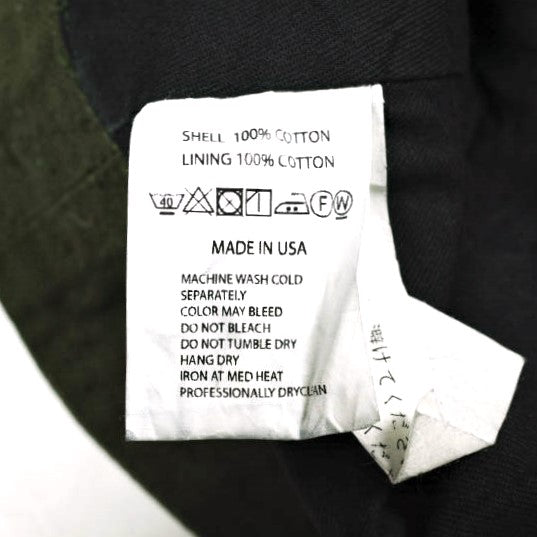 SHELL 100% COTTON
LINING 100% COTTON
40 F W
MADE IN USA
MACHINE WASH COLD
SEPARATELY
COLOR MAY BLEED
DO NOT BLEACH
DO NOT TUMBLE DRY
HANG DRY
IRON AT MED HEAT
PROFESSIONALLY DRYCLEAN